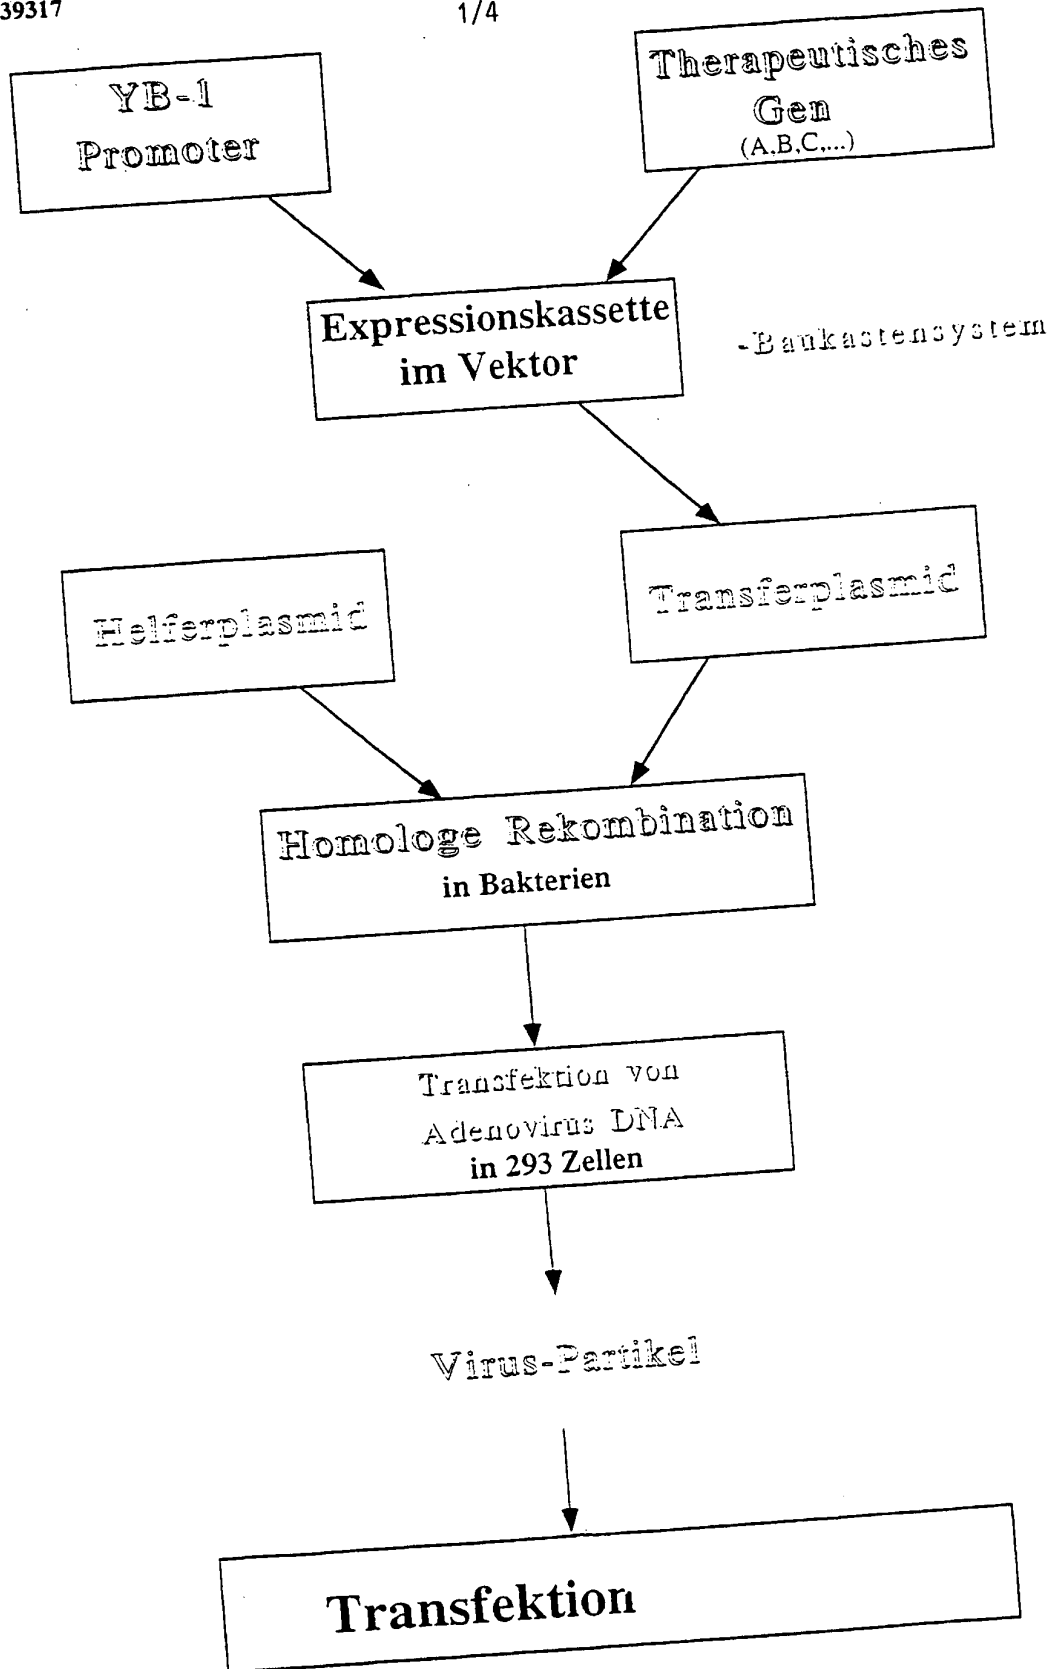 39317
1/4
YB-1
Promoter
Therapeutisches
Gen
(A,B,C,...)
Expressionskassette
im Vektor
-Baukastensystem
Helferplasmid
Transferplasmid
Homologe Rekombination
in Bakterien
Transfektion von
Adenovirus DNA
in 293 Zellen
Virus-Partikel
Transfektion